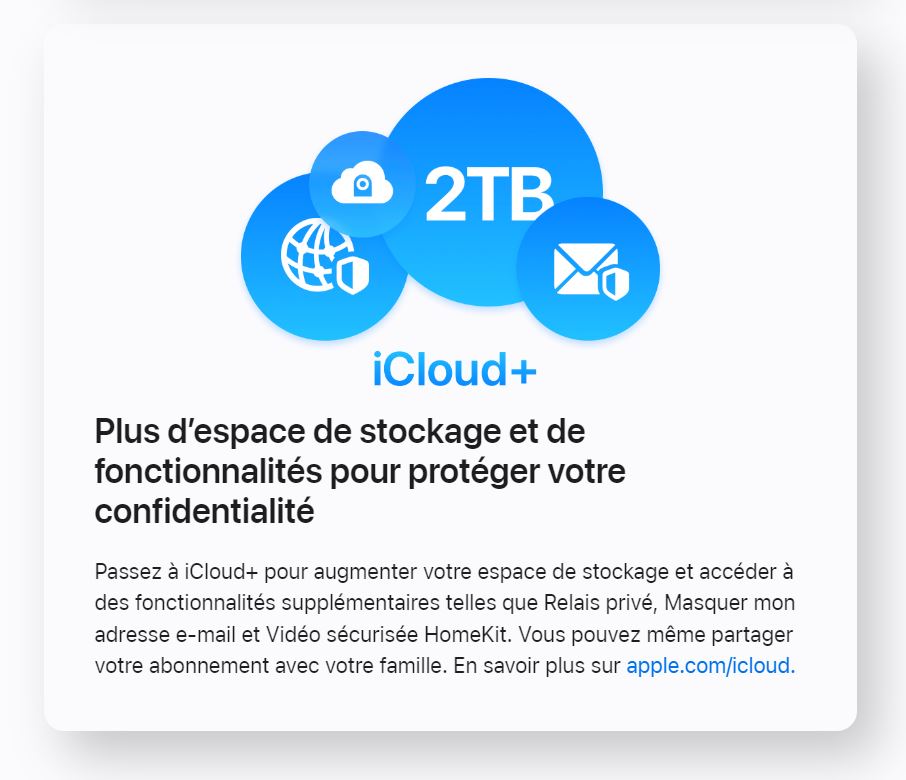 2TB
iCloud+
Plus d’espace de stockage et de
fonctionnalités pour protéger votre
confidentialité
Passez à iCloud+ pour augmenter votre espace de stockage et accéder à
des fonctionnalités supplémentaires telles que Relais privé, Masquer mon
adresse e-mail et Vidéo sécurisée HomeKit. Vous pouvez même partager
votre abonnement avec votre famille. En savoir plus sur apple.com/icloud.